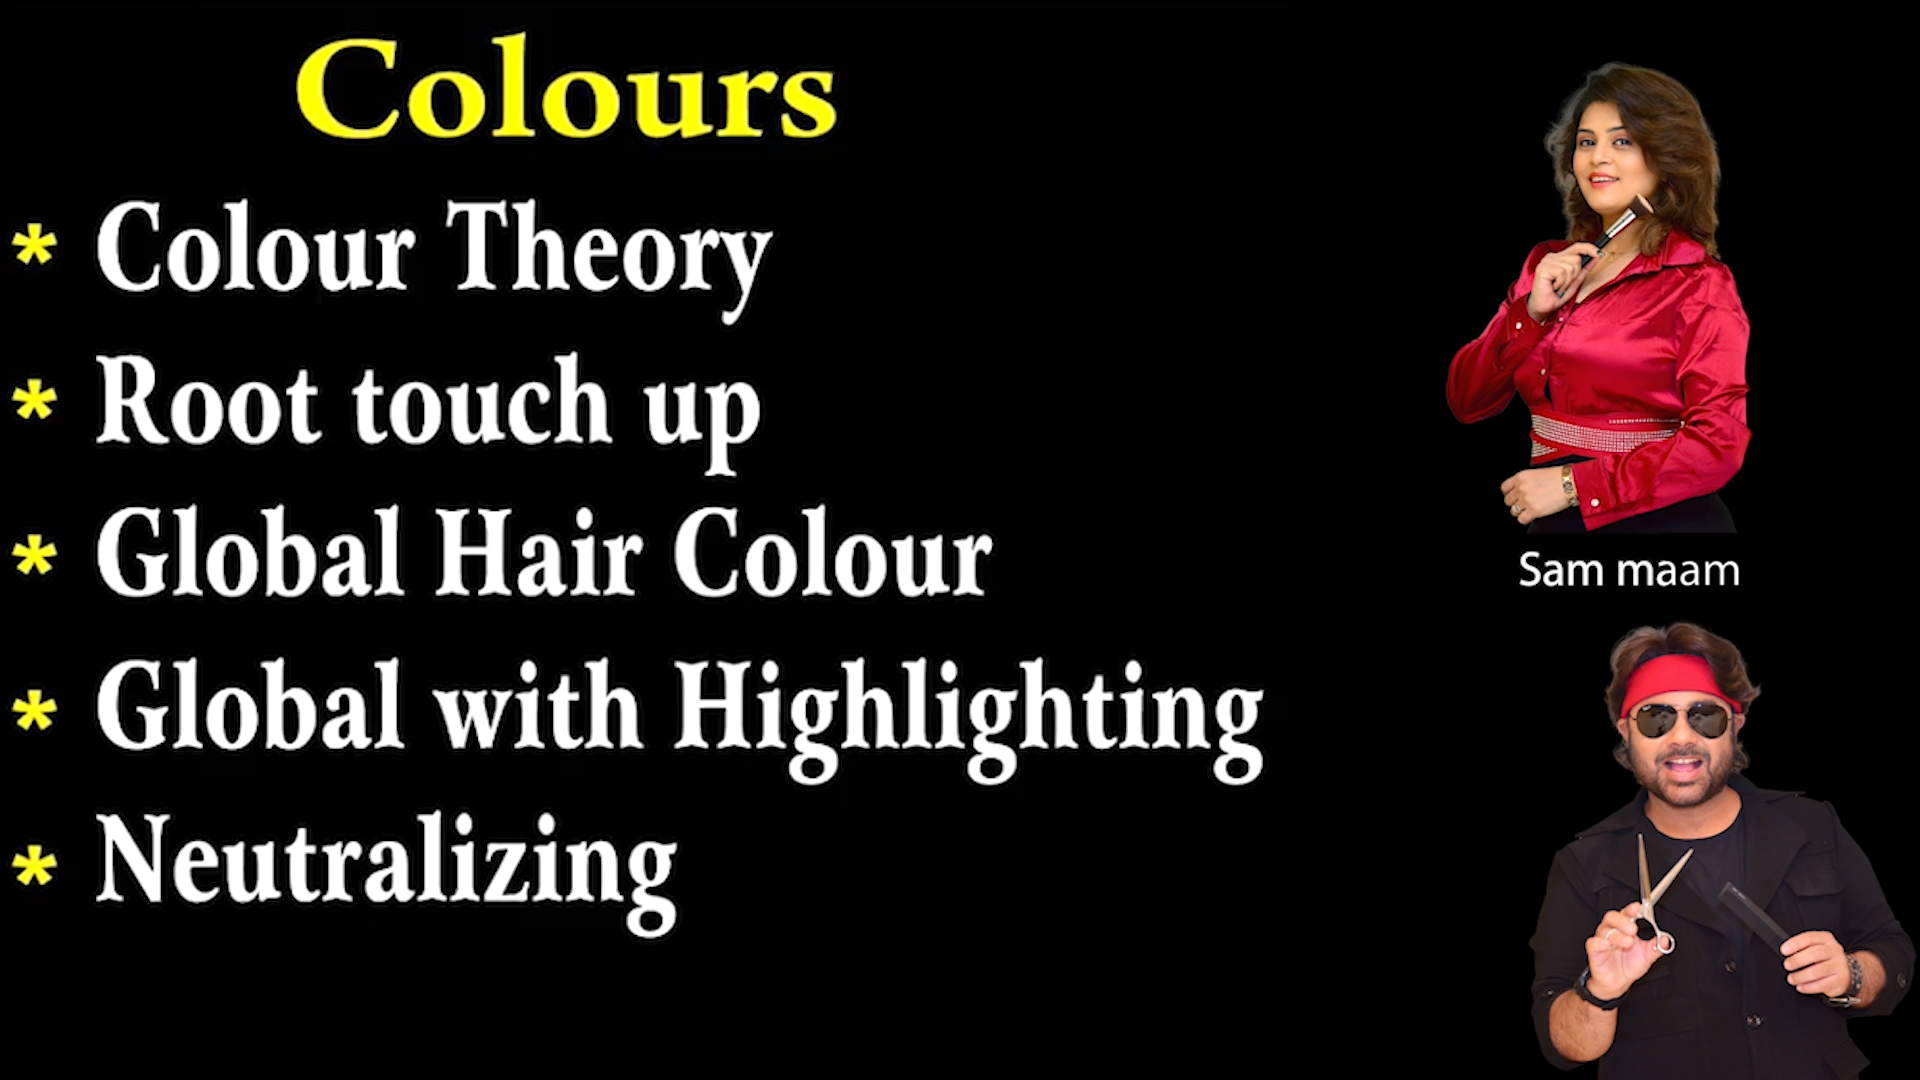 Colours
* Colour Theory
* Root touch up
* Global Hair Colour
* Global with Highlighting
* Neutralizing
Sam maam